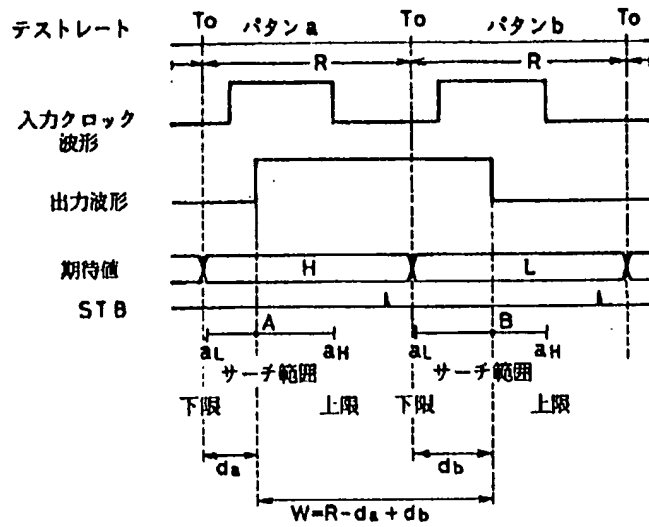 テストレート To パタンa To パタンb To
R R
入力クロック
波形
出力波形
期待値 H L
STB
A B
aL aH aL aH
サーチ範囲 サーチ範囲
下限 上限 下限 上限
da db
W=R-da+db